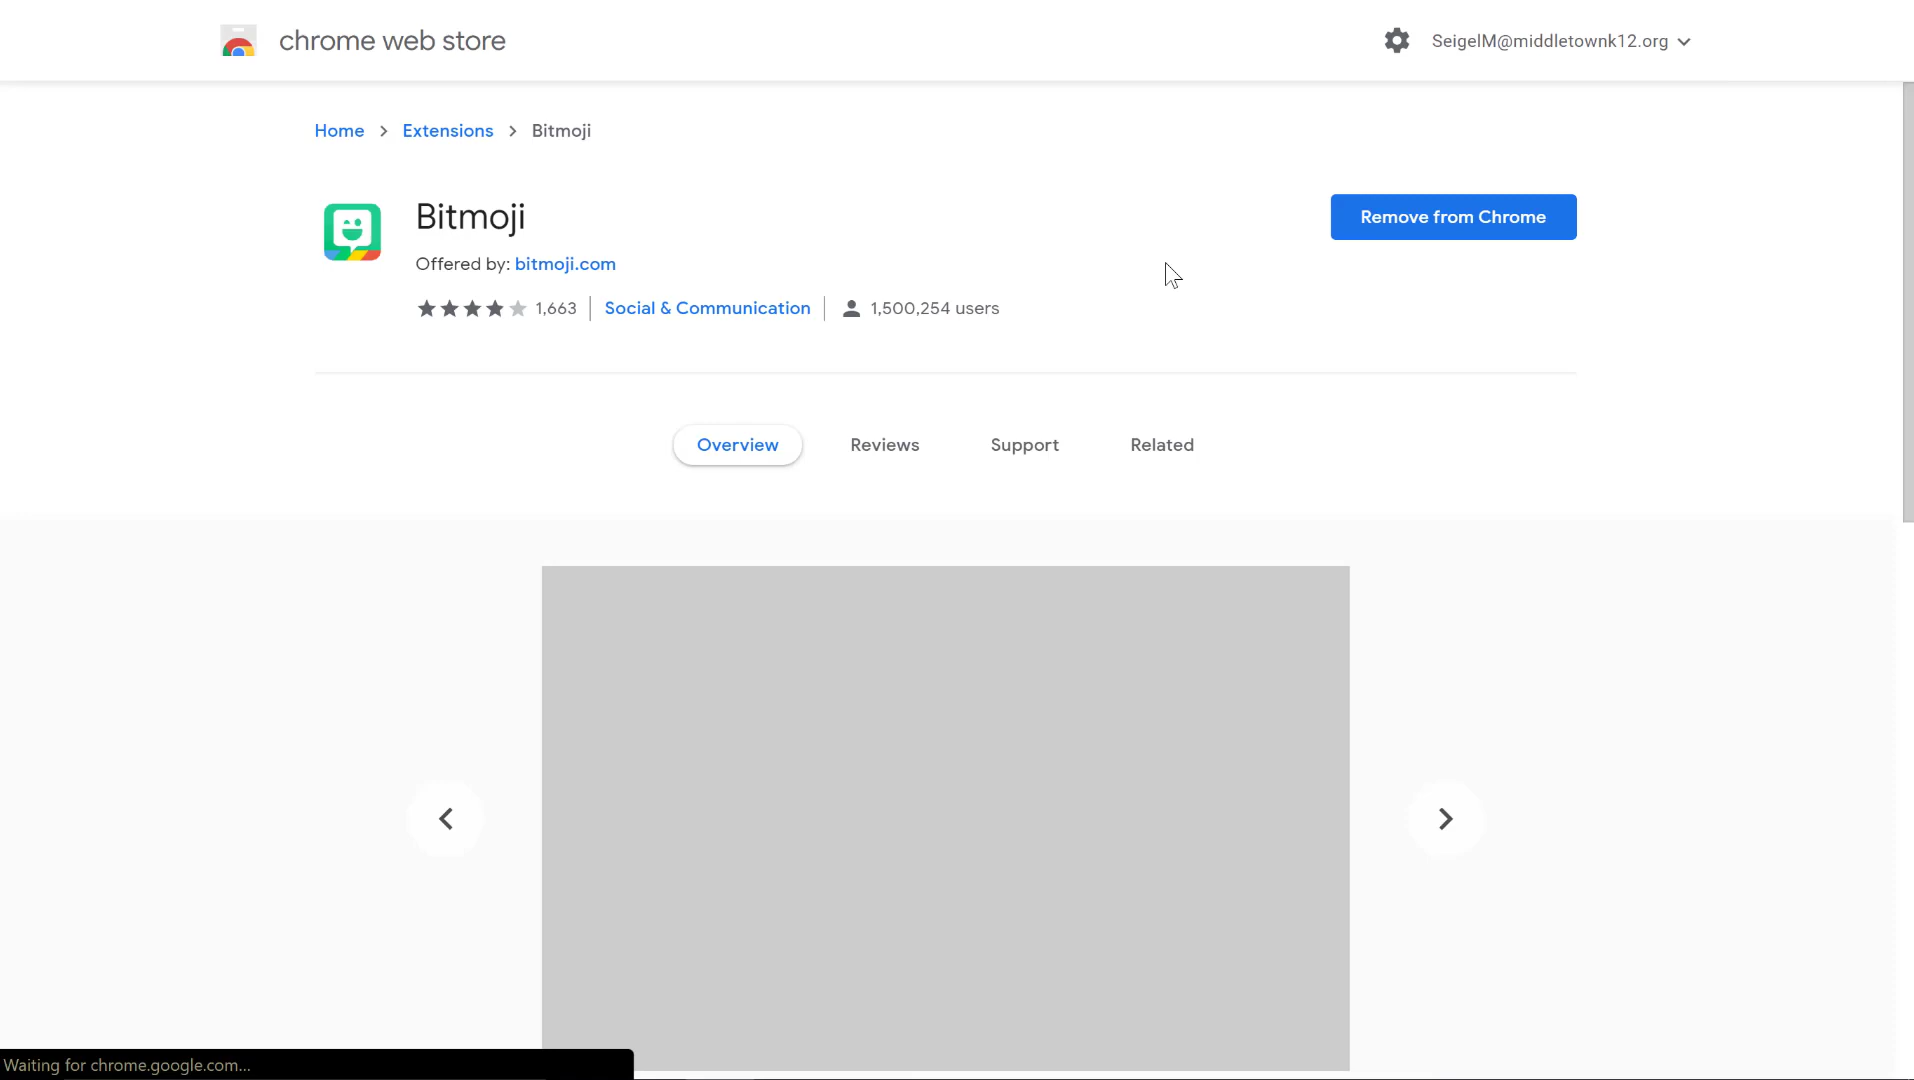 chrome web store
SeigelM@middletownk12.org
Home > Extensions > Bitmoji
Bitmoji
Remove from Chrome
Offered by: bitmoji.com
1,663 | Social & Communication | 1,500,254 users
Overview Reviews Support Related
Waiting for chrome.google.com...